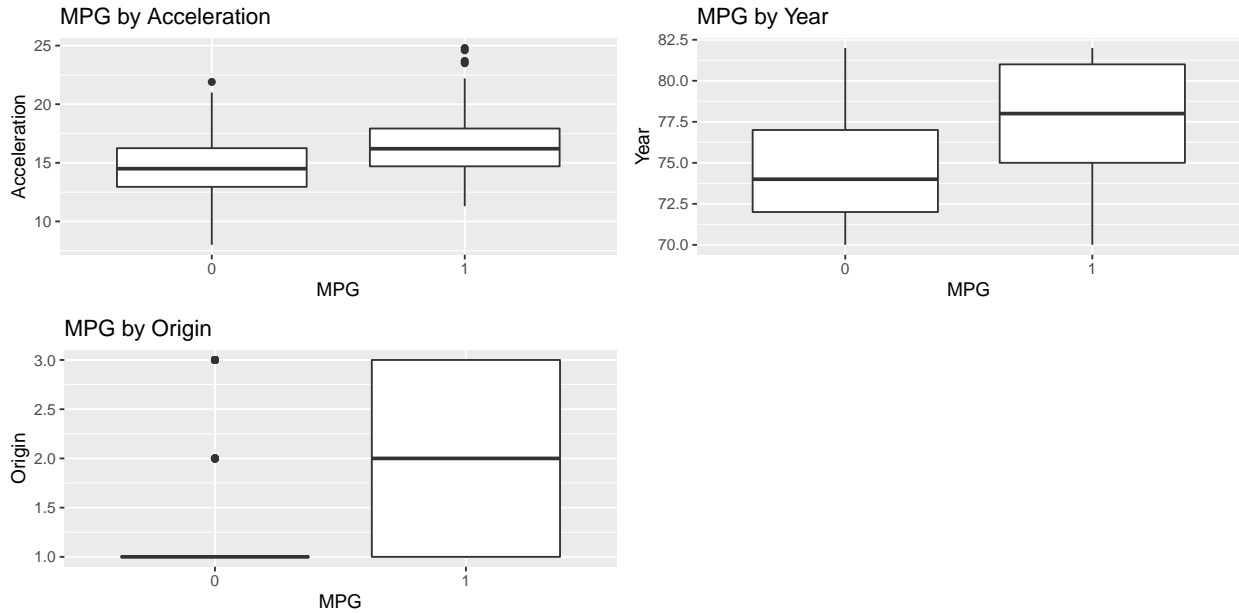 MPG by Acceleration
25
20
15
10
Acceleration
0
1
MPG
MPG by Year
82.5
80.0
77.5
75.0
72.5
70.0
Year
0
1
MPG
MPG by Origin
3.0
2.5
2.0
1.5
1.0
Origin
0
1
MPG